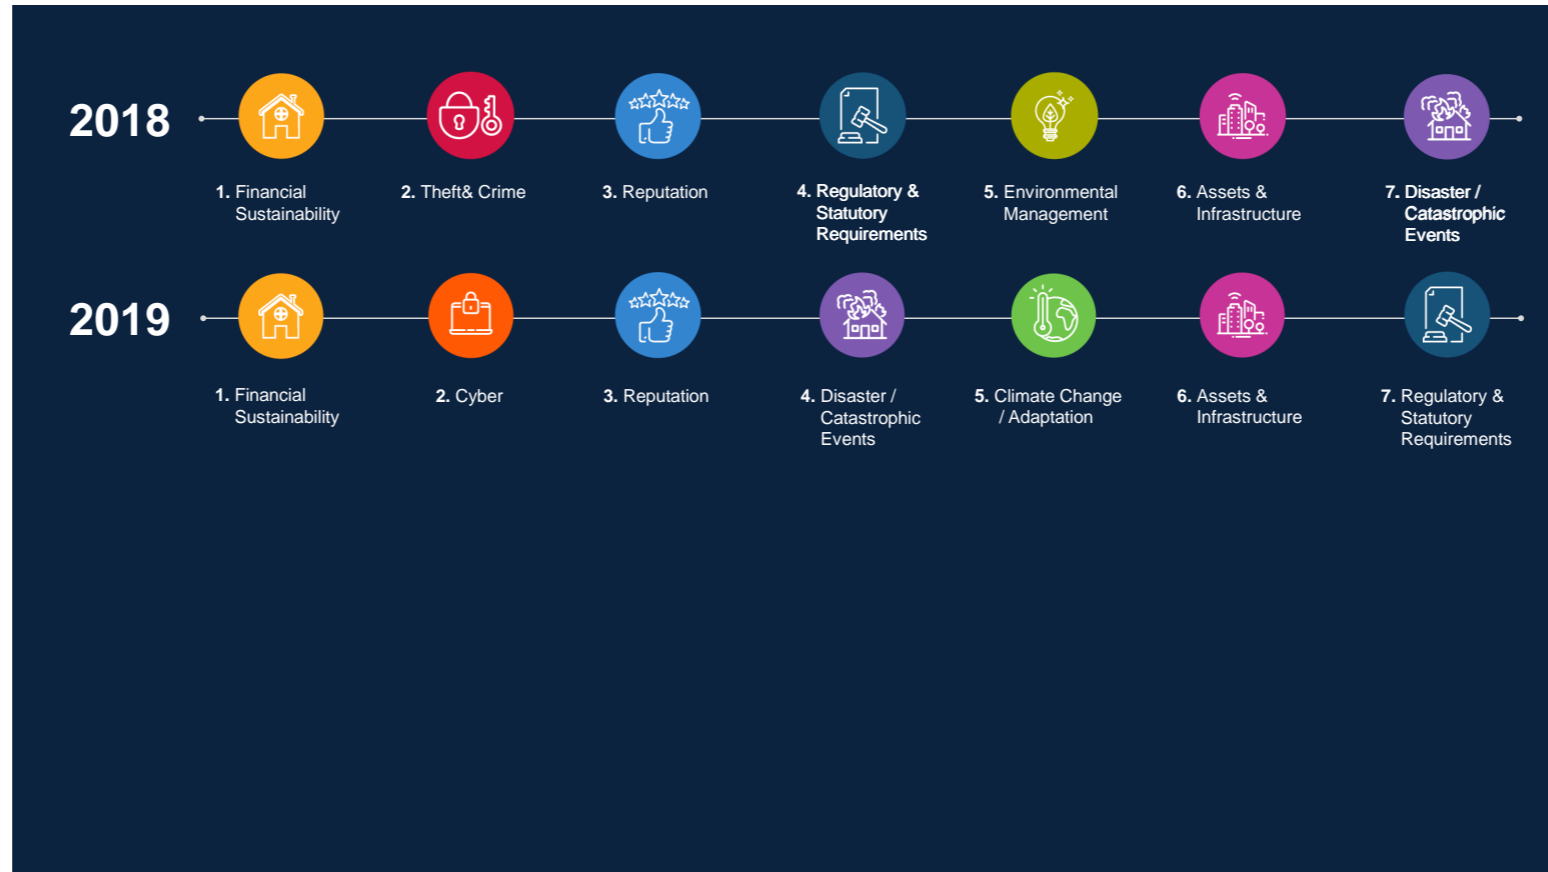 2018
1. Financial
Sustainability
2. Theft& Crime
3. Reputation
4. Regulatory &
Statutory
Requirements
5. Environmental
Management
6. Assets &
Infrastructure
7. Disaster /
Catastrophic
Events
2019
1. Financial
Sustainability
2. Cyber
3. Reputation
4. Disaster /
Catastrophic
Events
5. Climate Change
/ Adaptation
6. Assets &
Infrastructure
7. Regulatory &
Statutory
Requirements